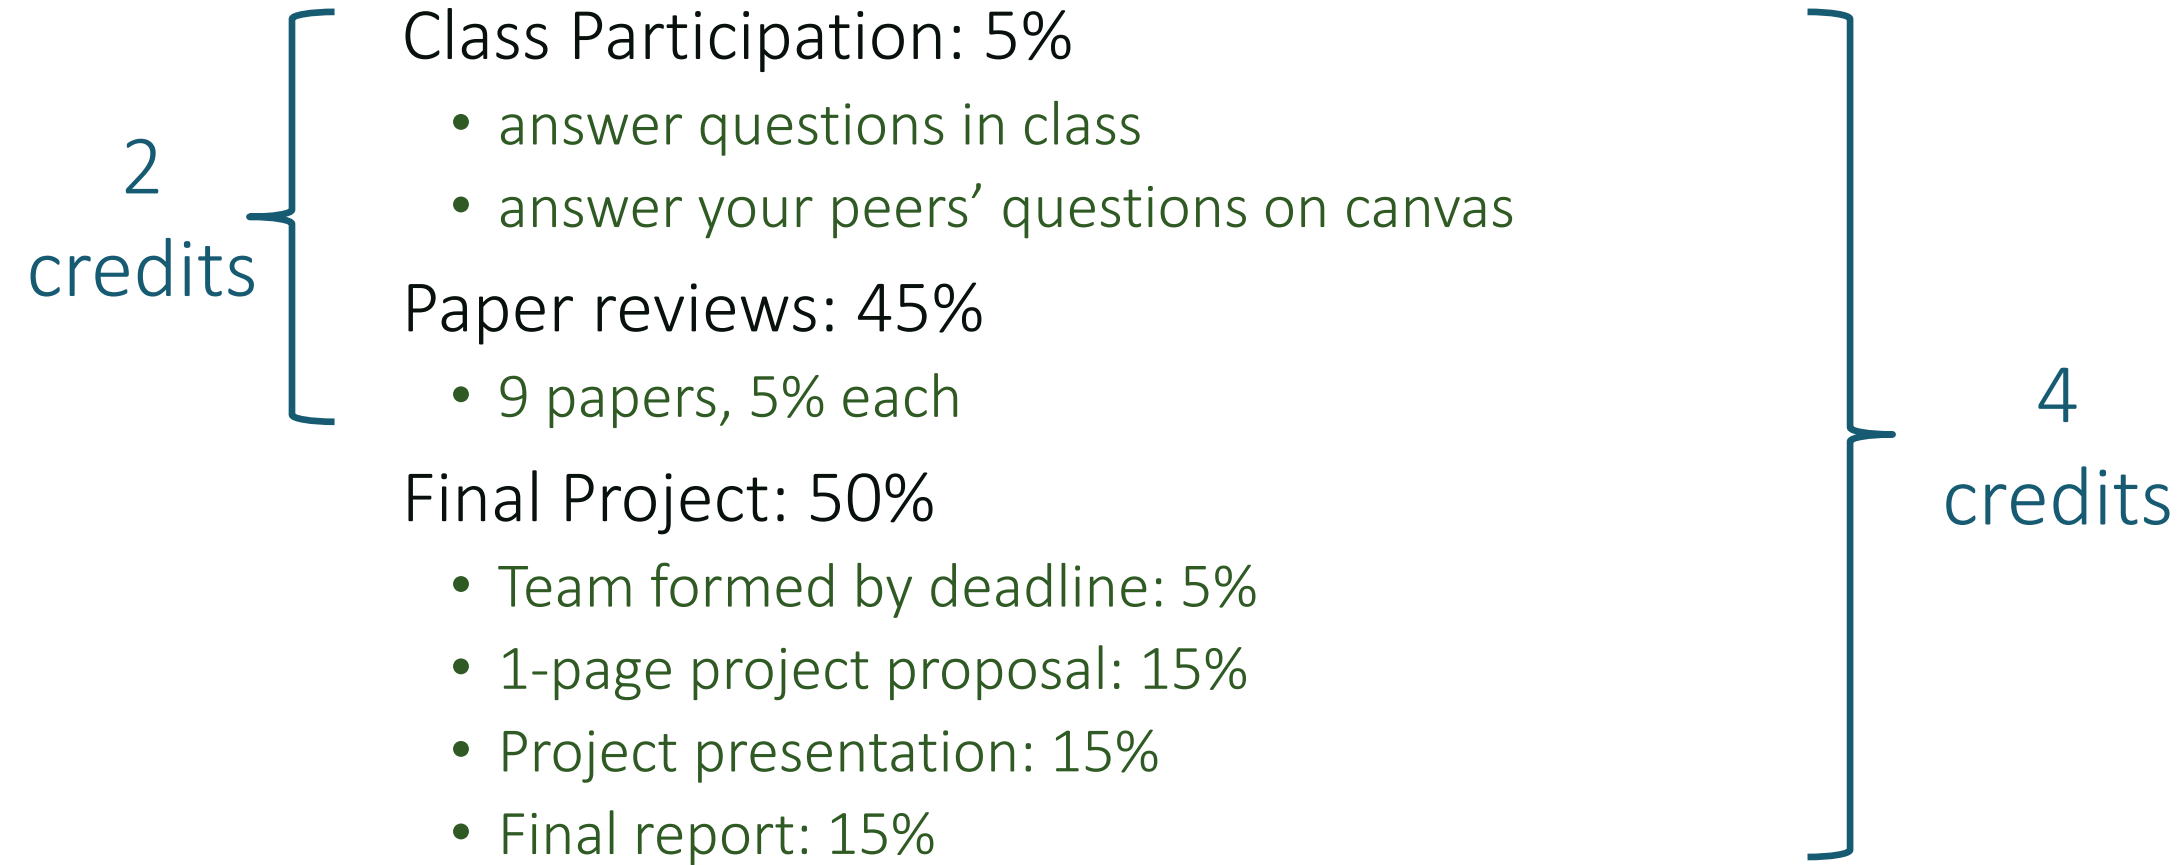 Class Participation: 5%
• answer questions in class
• answer your peers’ questions on canvas
2
credits
Paper reviews: 45%
• 9 papers, 5% each
Final Project: 50%
• Team formed by deadline: 5%
• 1-page project proposal: 15%
• Project presentation: 15%
• Final report: 15%
4
credits